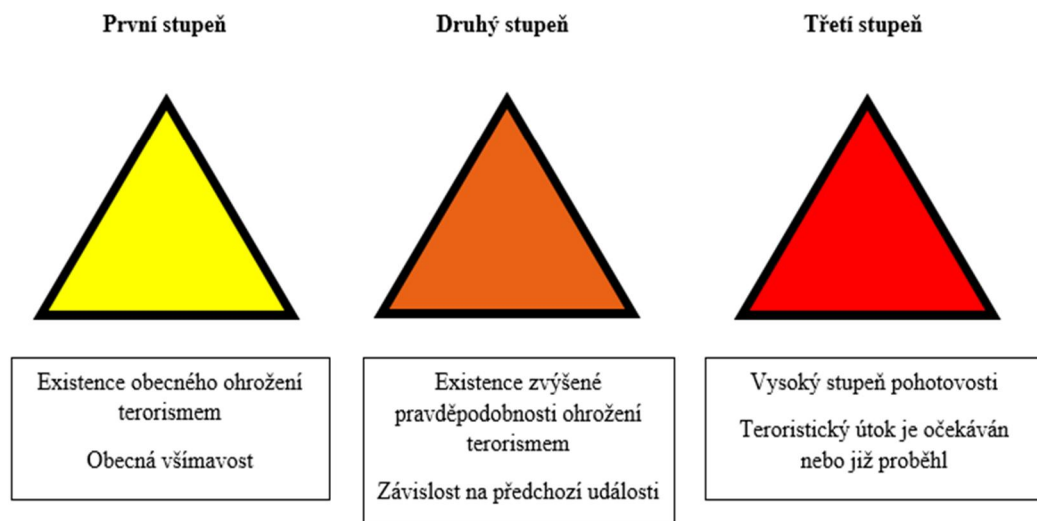 První stupeň
Druhý stupeň
Třetí stupeň
Existence obecného ohrožení
terorismem
Obecná všímavost
Existence zvýšené
pravděpodobnosti ohrožení
terorismem
Závislost na předchozí události
Vysoký stupeň pohotovosti
Teroristický útok je očekáván
nebo již proběhl